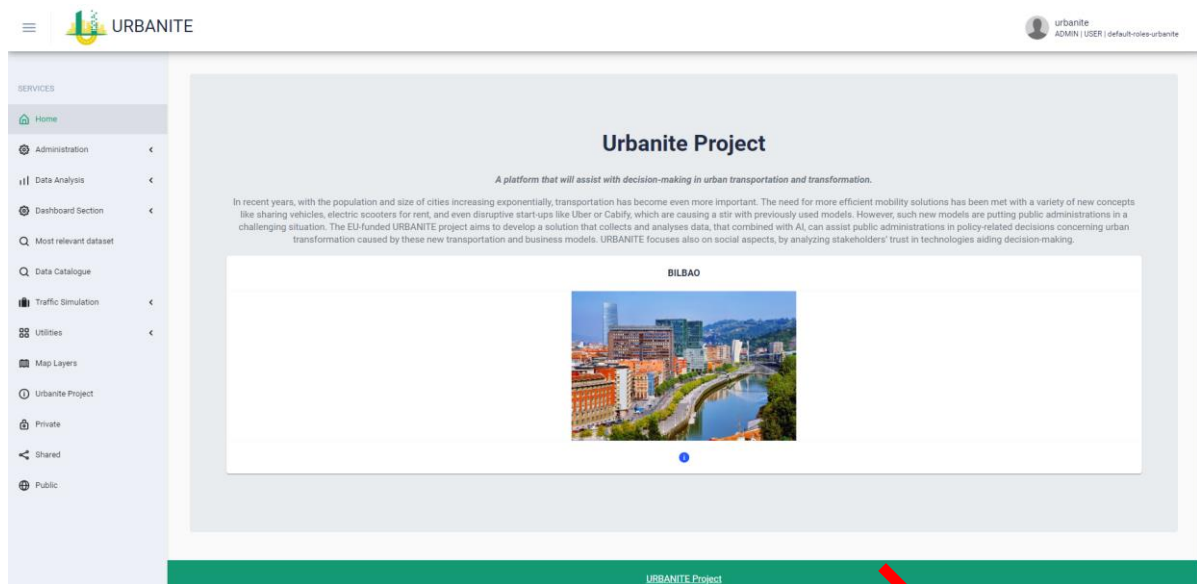 URBANITE
urbanite
ADMIN | USER | default-roles-urbanite
SERVICES
Home
Administration
Data Analysis
Dashboard Section
Most relevant dataset
Data Catalogue
Traffic Simulation
Utilities
Map Layers
Urbanite Project
Private
Shared
Public
Urbanite Project
A platform that will assist with decision-making in urban transportation and transformation.
In recent years, with the population and size of cities increasing exponentially, transportation has become even more important. The need for more efficient mobility solutions has been met with a variety of new concepts
like sharing vehicles, electric scooters for rent, and even disruptive start-ups like Uber or Cabify, which are causing a stir with previously used models. However, such new models are putting public administrations in a
challenging situation. The EU-funded URBANITE project aims to develop a solution that collects and analyses data, that combined with AI, can assist public administrations in policy-related decisions concerning urban
transformation caused by these new transportation and business models. URBANITE focuses also on social aspects, by analyzing stakeholders' trust in technologies aiding decision-making.
BILBAO
URBANITE Project